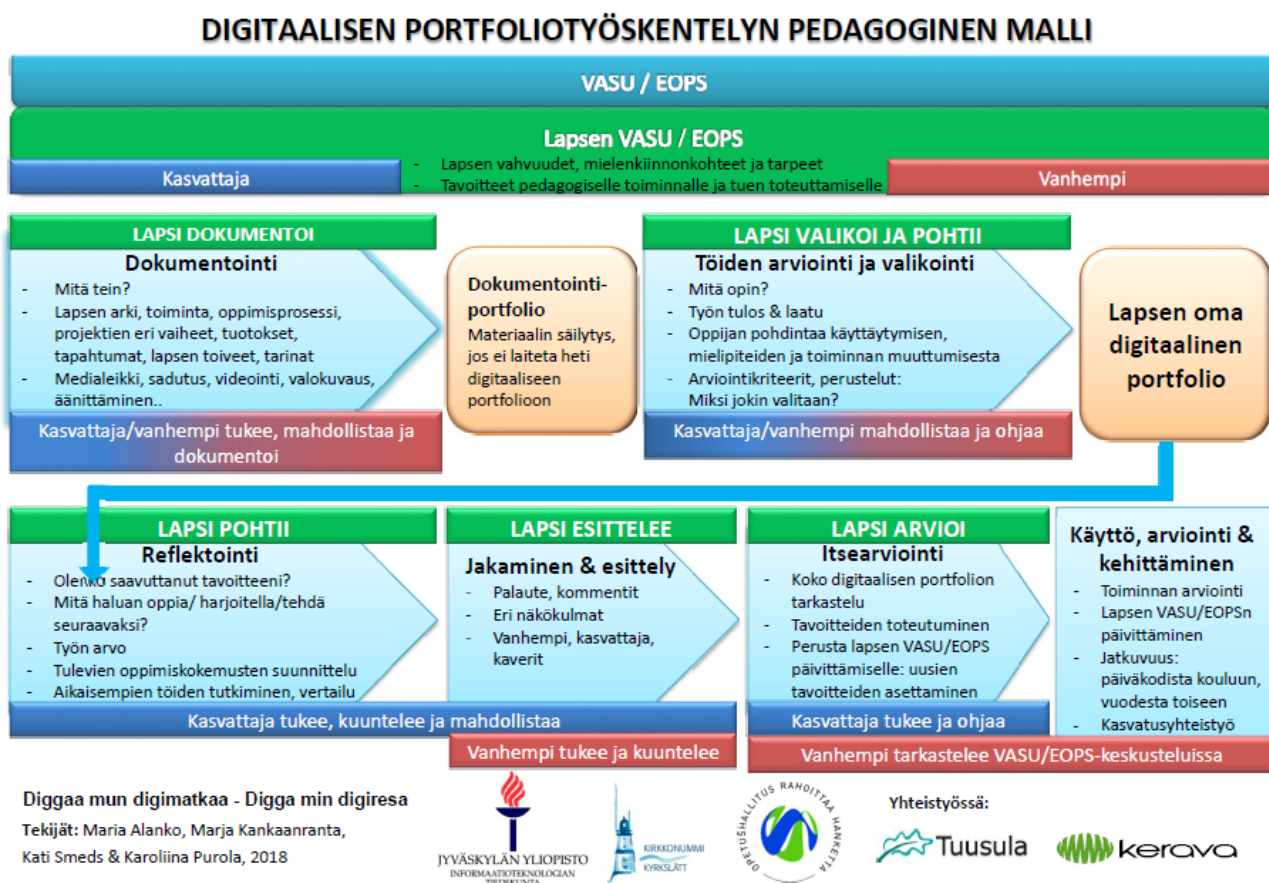 DIGITAALISEN PORTFOLIOTYÖSKENTELYN PEDAGOGINEN MALLI
VASU / EOPS
Lapsen VASU / EOPS
- Lapsen vahvuudet, mielenkiinnonkohteet ja tarpeet
- Tavoitteet pedagogiselle toiminnalle ja tuen toteuttamiselle
Kasvattaja
Vanhempi
LAPSI DOKUMENTOI
Dokumentointi
- Mitä tein?
- Lapsen arki, toiminta, oppimisprosessi,
projektien eri vaiheet, tuotokset,
tapahtumat, lapsen toiveet, tarinat
- Medialeikki, sadutus, videointi, valokuvaus,
äänittäminen..
Kasvattaja/vanhempi tukee, mahdollistaa ja
dokumentoi
Dokumentointi-
portfolio
Materiaalin säilytys,
jos ei laiteta heti
digitaaliseen
portfolioon
LAPSI VALIKOI JA POHTII
Töiden arviointi ja valikointi
- Mitä opin?
- Työn tulos & laatu
- Oppijan pohdintaa käyttäytymisen,
mielipiteiden ja toiminnan muuttumisesta
- Arviointikriteerit, perustelut:
Miksi jokin valitaan?
Kasvattaja/vanhempi mahdollistaa ja ohjaa
Lapsen oma
digitaalinen
portfolio
LAPSI POHTII
Reflektointi
- Olenko saavuttanut tavoitteeni?
- Mitä haluan oppia/ harjoitella/tehdä
seuraavaksi?
- Työn arvo
- Tulevien oppimiskokemusten suunnittelu
- Aikaisempien töiden tutkiminen, vertailu
LAPSI ESITTELEE
Jakaminen & esittely
- Palaute, kommentit
- Eri näkökulmat
- Vanhempi, kasvattaja,
kaverit
Kasvattaja tukee, kuuntelee ja mahdollistaa
Vanhempi tukee ja kuuntelee
LAPSI ARVIOI
Itsearviointi
- Koko digitaalisen portfolion
tarkastelu
- Tavoitteiden toteutuminen
- Perusta lapsen VASU/EOPS
päivittämiselle: uusien
tavoitteiden asettaminen
Kasvattaja tukee ja ohjaa
Käyttö, arviointi &
kehittäminen
- Toiminnan arviointi
- Lapsen VASU/EOPSn
päivittäminen
- Jatkuvuus:
päiväkodista kouluun,
vuodesta toiseen
- Kasvatusyhteistyö
Vanhempi tarkastelee VASU/EOPS-keskusteluissa
Diggaa mun digimatkaa - Digga min digiresa
Tekijät: Maria Alanko, Marja Kankaanranta,
Kati Smeds & Karoliina Purola, 2018
JYVÄSKYLÄN YLIOPISTO
INFORMAATIOTEKNOLOGIAN
TIEDEKUNTA
KIRKKONUMMI
KYRKSLÄTT
OPETUSHALLITUS RAHOITTAA HANKETTA
Yhteistyössä:
Tuusula
kerava